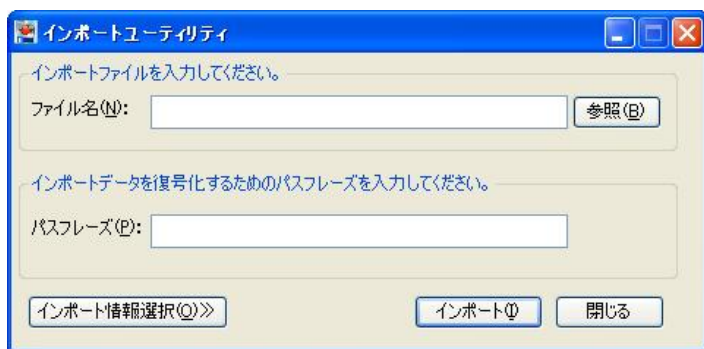 インポートユーティリティ
インポートファイルを入力してください。
ファイル名(N):
参照(B)
インポートデータを復号化するためのパスフレーズを入力してください。
パスフレーズ(P):
インポート情報選択(O)≫
インポート(I)
閉じる